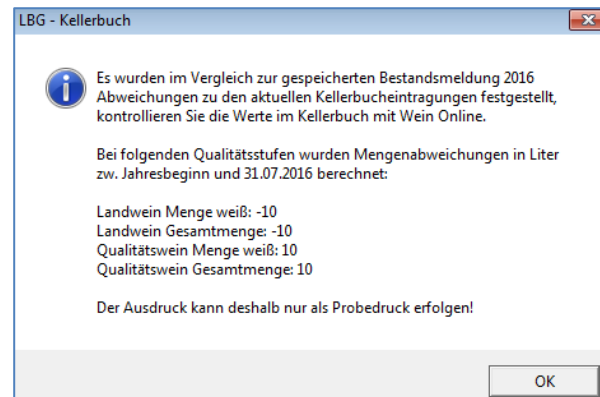 LBG - Kellerbuch
Es wurden im Vergleich zur gespeicherten Bestandsmeldung 2016
Abweichungen zu den aktuellen Kellerbucheintragungen festgestellt,
kontrollieren Sie die Werte im Kellerbuch mit Wein Online.
Bei folgenden Qualitätsstufen wurden Mengenabweichungen in Liter
zw. Jahresbeginn und 31.07.2016 berechnet:
Landwein Menge weiß: -10
Landwein Gesamtmenge: -10
Qualitätswein Menge weiß: 10
Qualitätswein Gesamtmenge: 10
Der Ausdruck kann deshalb nur als Probedruck erfolgen!
OK